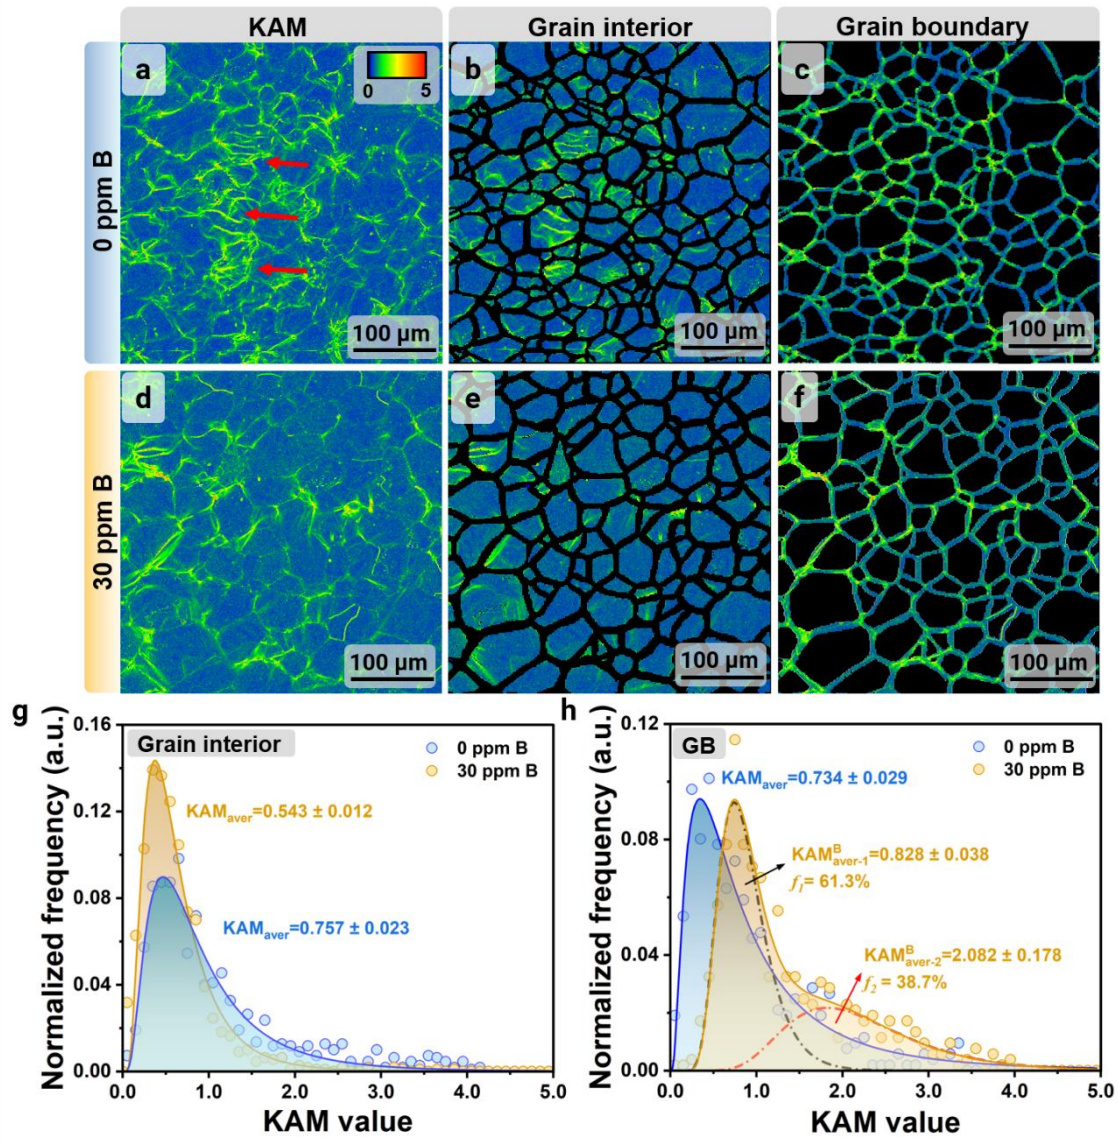 KAM
Grain interior
Grain boundary
0 ppm B
a
0 5
100 μm
b
100 μm
c
100 μm
30 ppm B
d
100 μm
e
100 μm
f
100 μm
g
Grain interior
0 ppm B
30 ppm B
KAMaver=0.543 ± 0.012
KAMaver=0.757 ± 0.023
Normalized frequency (a.u.)
0.16
0.12
0.08
0.04
0.00
0.0 1.0 2.0 3.0 4.0 5.0
KAM value
h
GB
0 ppm B
30 ppm B
KAMaver=0.734 ± 0.029
KAM^B_aver-1=0.828 ± 0.038
f1= 61.3%
KAM^B_aver-2=2.082 ± 0.178
f2 = 38.7%
Normalized frequency (a.u.)
0.12
0.08
0.04
0.00
0.0 1.0 2.0 3.0 4.0 5.0
KAM value